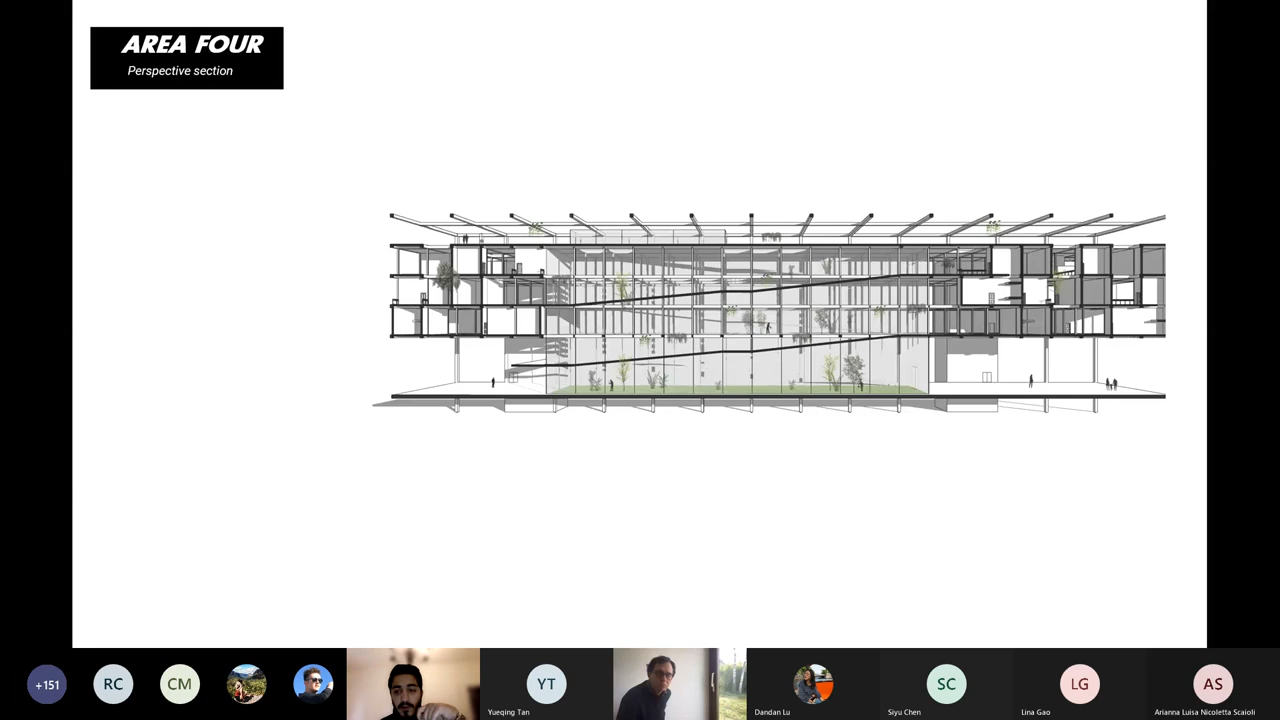 AREA FOUR
Perspective section
+151
RC
CM
YT
Yueqing Tan
Dandan Lu
SC
Siyu Chen
LG
Lina Gao
AS
Arianna Luisa Nicoletta Scaioli